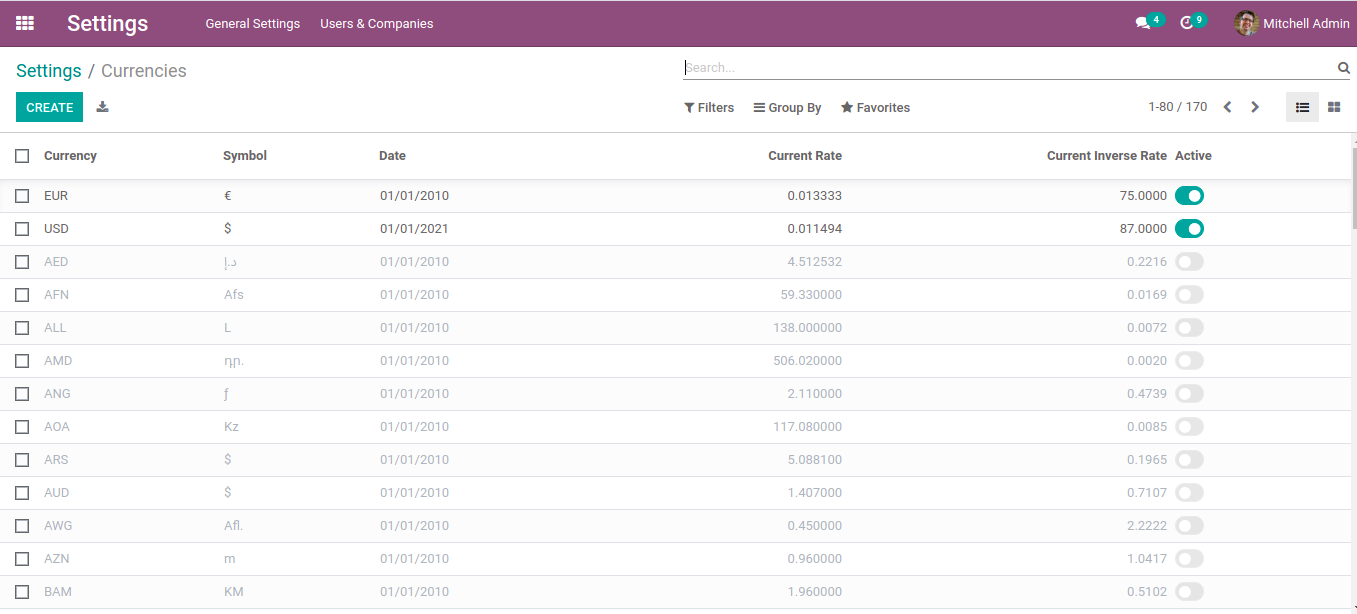 Settings General Settings Users & Companies 4 9 Mitchell Admin
Settings / Currencies Search...
CREATE Filters Group By Favorites 1-80 / 170
Currency Symbol Date Current Rate Current Inverse Rate Active
EUR € 01/01/2010 0.013333 75.0000
USD $ 01/01/2021 0.011494 87.0000
AED د.إ 01/01/2010 4.512532 0.2216
AFN Afs 01/01/2010 59.330000 0.0169
ALL L 01/01/2010 138.000000 0.0072
AMD դր. 01/01/2010 506.020000 0.0020
ANG ƒ 01/01/2010 2.110000 0.4739
AOA Kz 01/01/2010 117.080000 0.0085
ARS $ 01/01/2010 5.088100 0.1965
AUD $ 01/01/2010 1.407000 0.7107
AWG Afl. 01/01/2010 0.450000 2.2222
AZN m 01/01/2010 0.960000 1.0417
BAM KM 01/01/2010 1.960000 0.5102